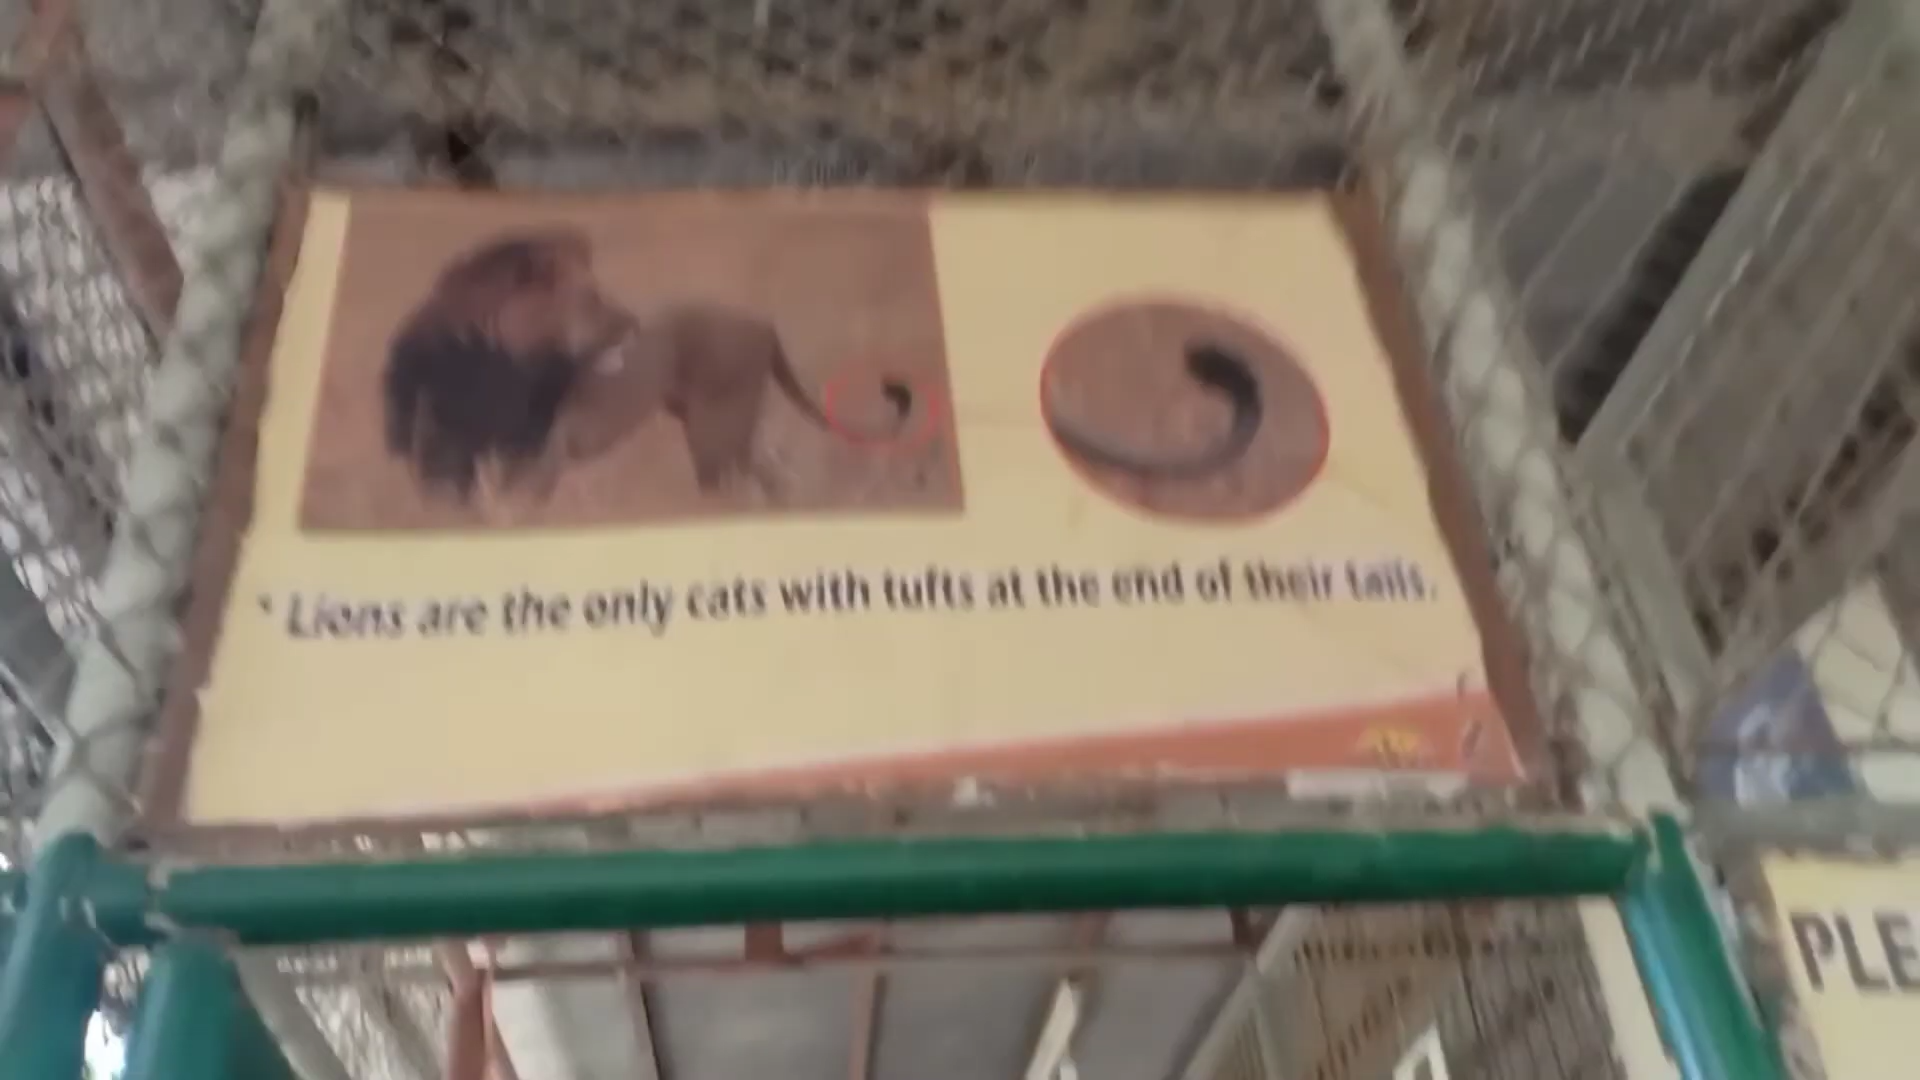 * Lions are the only cats with tufts at the end of their tails.
PLE